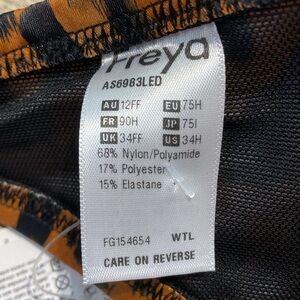 Freya
AS6983LED
AU 12FF EU 75H
FR 90H JP 75I
UK 34FF US 34H
68% Nylon/Polyamide
17% Polyester
15% Elastane
FG154654 WTL
CARE ON REVERSE